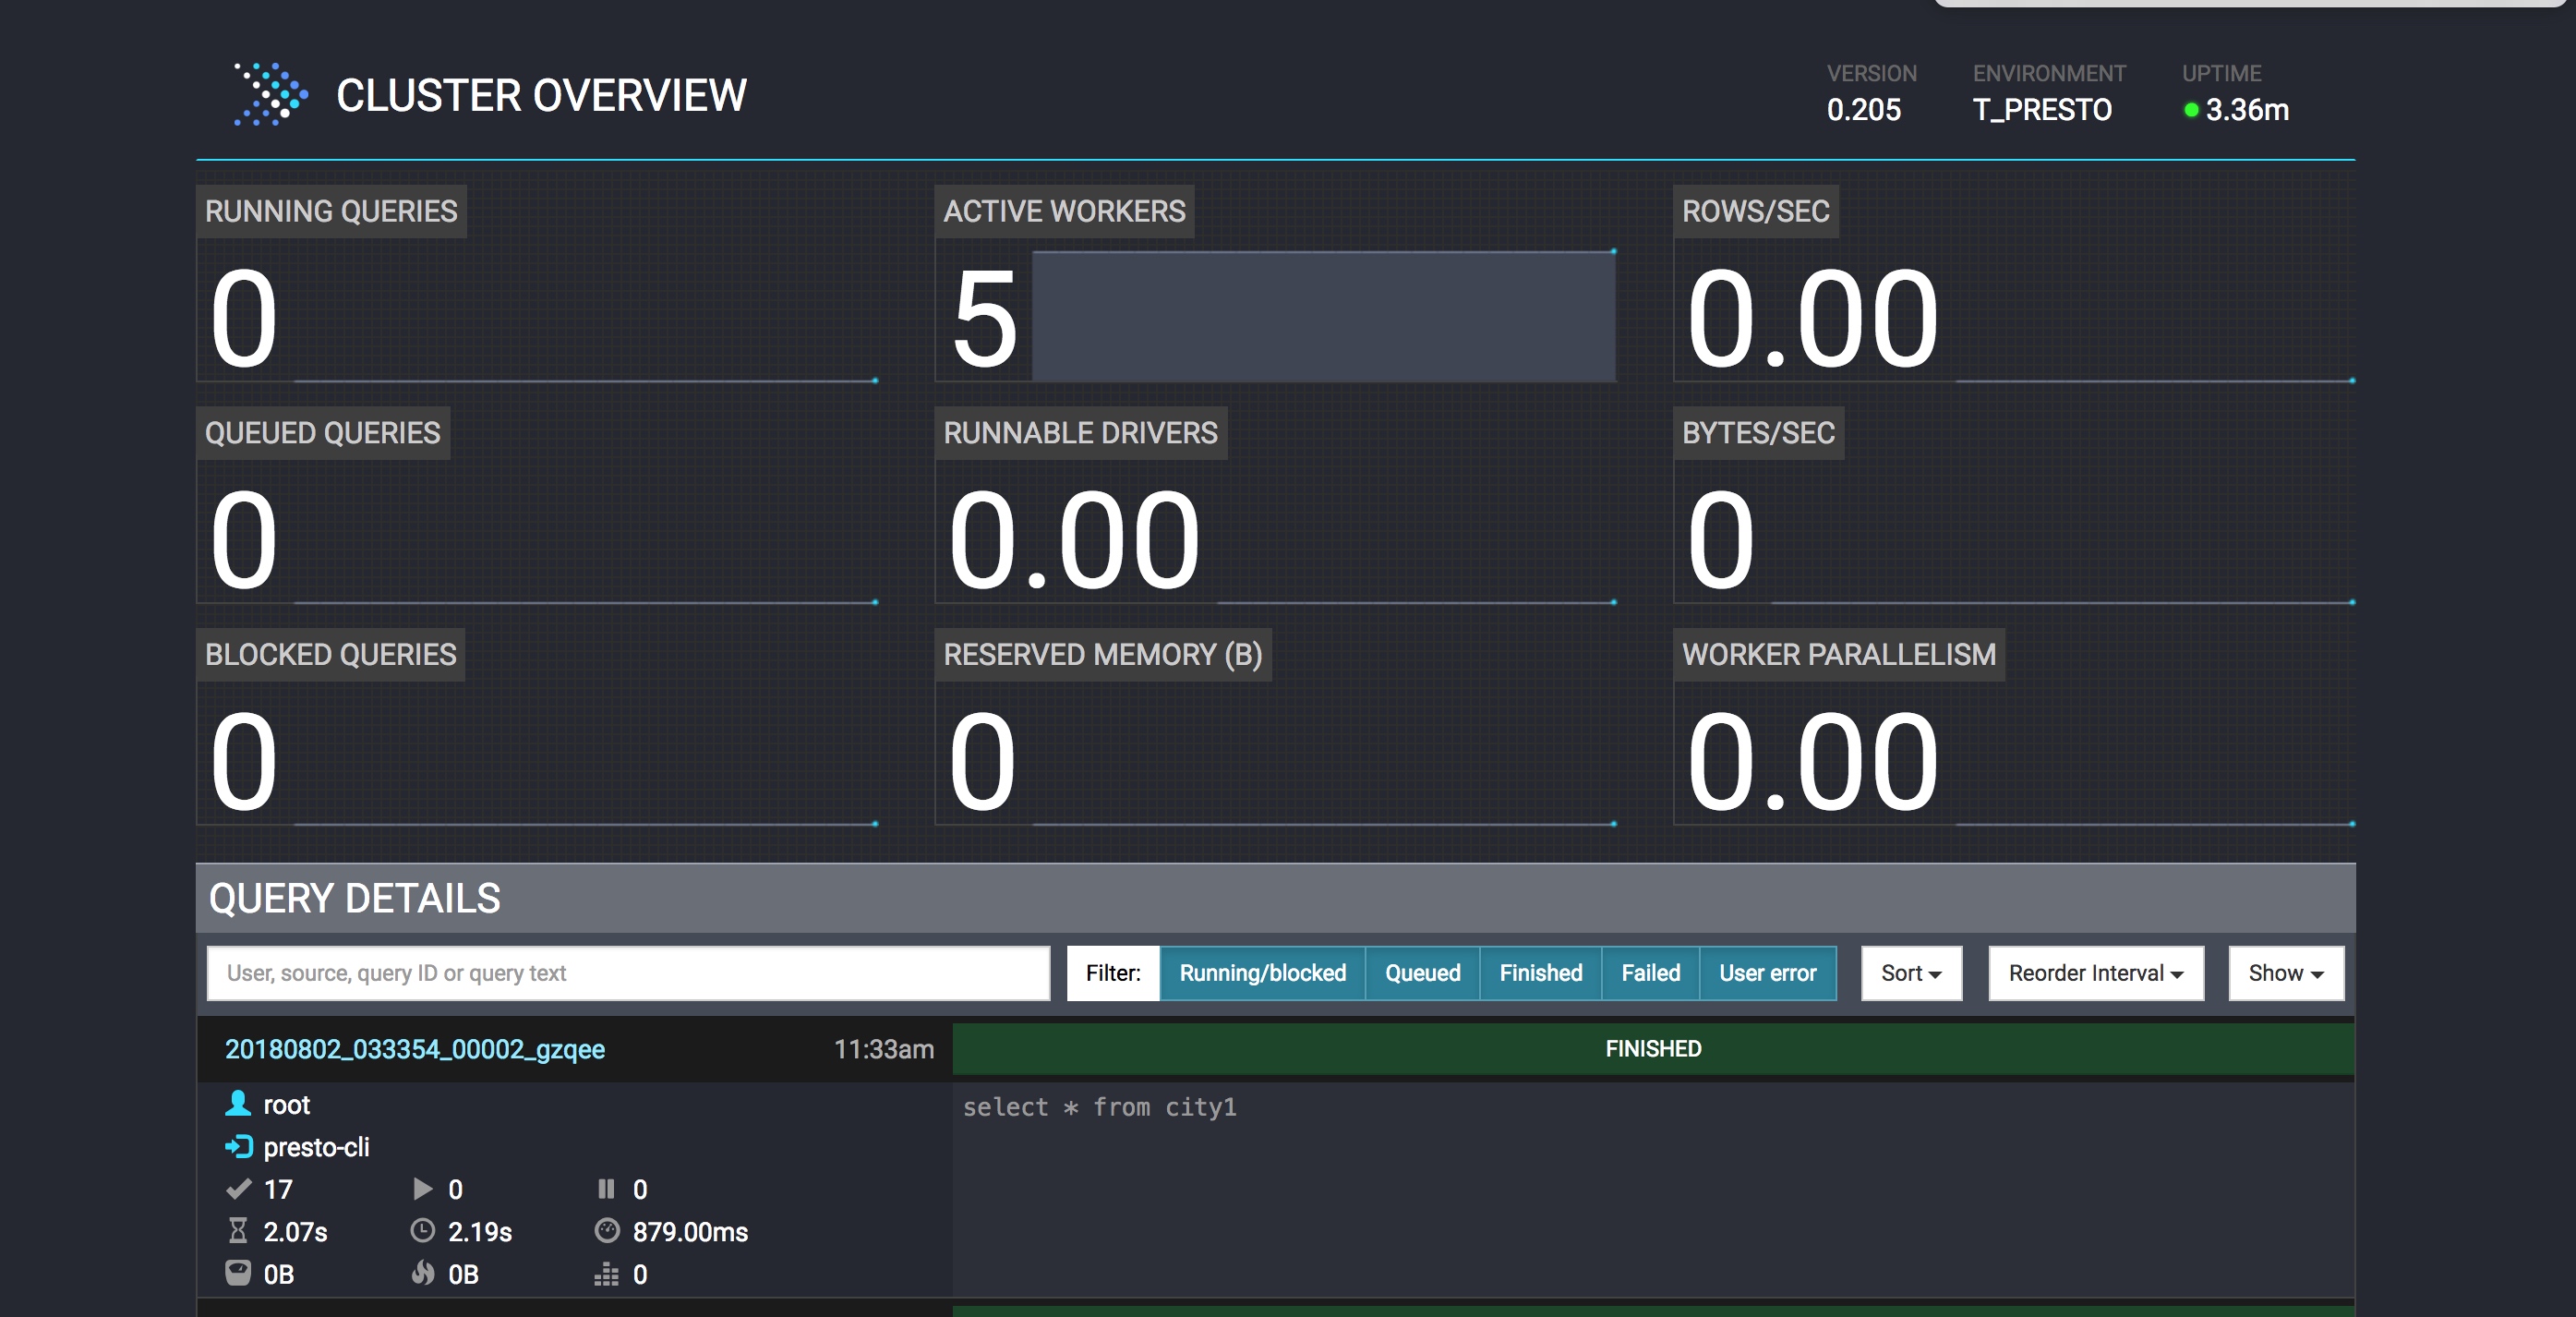 CLUSTER OVERVIEW
VERSION
0.205
ENVIRONMENT
T_PRESTO
UPTIME
3.36m
RUNNING QUERIES
0
ACTIVE WORKERS
5
ROWS/SEC
0.00
QUEUED QUERIES
0
RUNNABLE DRIVERS
0.00
BYTES/SEC
0
BLOCKED QUERIES
0
RESERVED MEMORY (B)
0
WORKER PARALLELISM
0.00
QUERY DETAILS
User, source, query ID or query text
Filter: Running/blocked Queued Finished Failed User error
Sort
Reorder Interval
Show
20180802_033354_00002_gzqee 11:33am
FINISHED
root
select * from city1
presto-cli
17 0 0
2.07s 2.19s 879.00ms
0B 0B 0